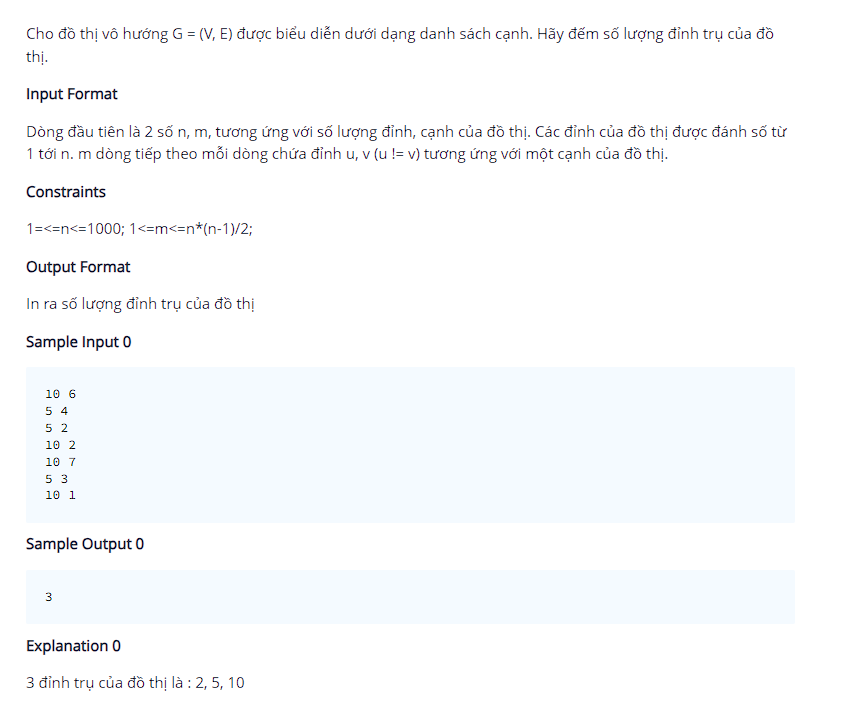 Cho đồ thị vô hướng G = (V, E) được biểu diễn dưới dạng danh sách cạnh. Hãy đếm số lượng đỉnh trụ của đồ
thị.
Input Format
Dòng đầu tiên là 2 số n, m, tương ứng với số lượng đỉnh, cạnh của đồ thị. Các đỉnh của đồ thị được đánh số từ
1 tới n. m dòng tiếp theo mỗi dòng chứa đỉnh u, v (u != v) tương ứng với một cạnh của đồ thị.
Constraints
1=<=n<=1000; 1<=m<=n*(n-1)/2;
Output Format
In ra số lượng đỉnh trụ của đồ thị
Sample Input 0
10 6
5 4
5 2
10 2
10 7
5 3
10 1
Sample Output 0
3
Explanation 0
3 đỉnh trụ của đồ thị là : 2, 5, 10